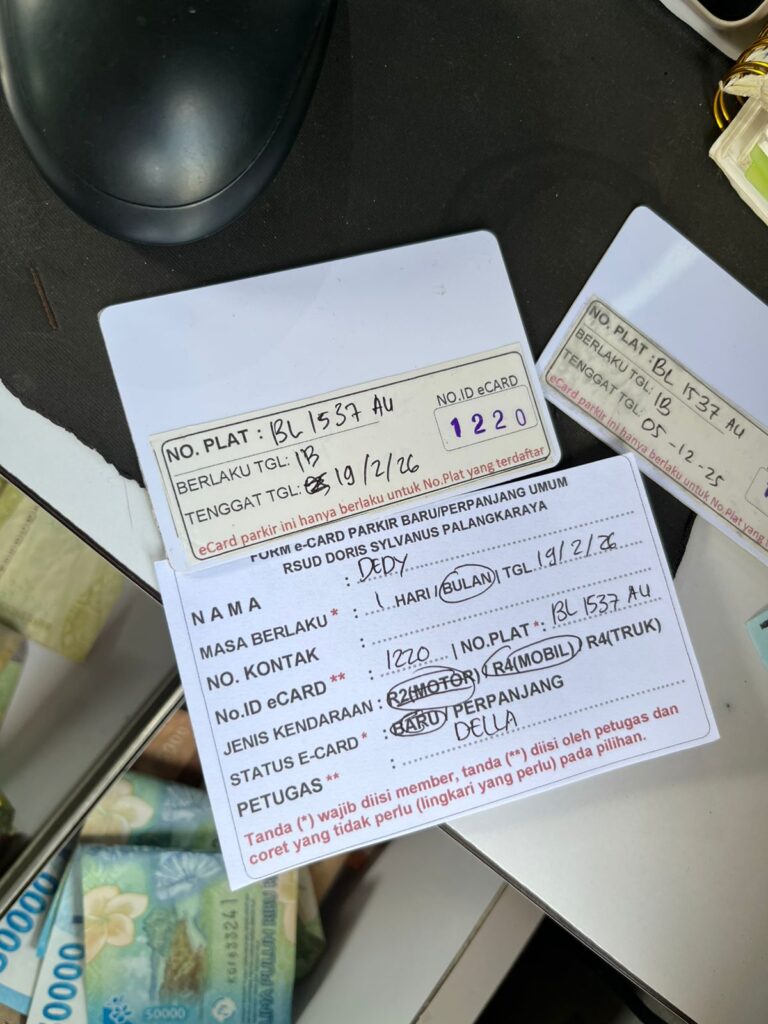 NO. PLAT : BL 1537 AU
BERLAKU TGL: 1B
TENGGAT TGL: 19/2/26
NO.ID eCARD
1220
eCard parkir ini hanya berlaku untuk No.Plat yang terdaftar
NO. PLAT : BL 1537 AU
BERLAKU TGL: 1B
TENGGAT TGL: 05-12-25
eCard parkir ini hanya berlaku untuk No.Plat yang
FORM e-CARD PARKIR BARU/PERPANJANG UMUM
RSUD DORIS SYLVANUS PALANGKARAYA
NAMA : DEDY
MASA BERLAKU * : 1 HARI / BULAN / TGL 19/2/26
NO. KONTAK :
No.ID eCARD ** : 1220 / NO.PLAT * : BL 1537 AU
JENIS KENDARAAN : R2(MOTOR) / R4(MOBIL) / R4(TRUK)
STATUS E-CARD * : BARU / PERPANJANG
PETUGAS ** : DELLA
Tanda (*) wajib diisi member, tanda (**) diisi oleh petugas dan
coret yang tidak perlu (lingkari yang perlu) pada pilihan.
50000